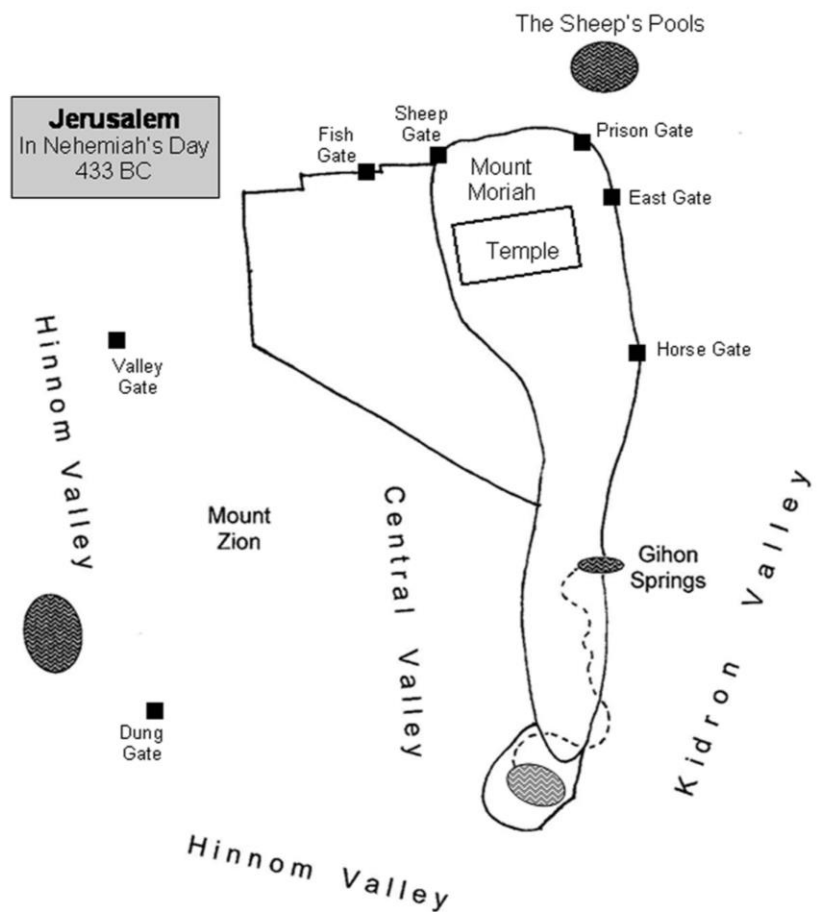 The Sheep's Pools
Jerusalem
In Nehemiah's Day
433 BC
Sheep
Gate
Fish
Gate
Prison Gate
Mount
Moriah
East Gate
Temple
Horse Gate
Valley
Gate
Hinnom Valley
Mount
Zion
Central Valley
Gihon
Springs
Kidron Valley
Dung
Gate
Hinnom Valley